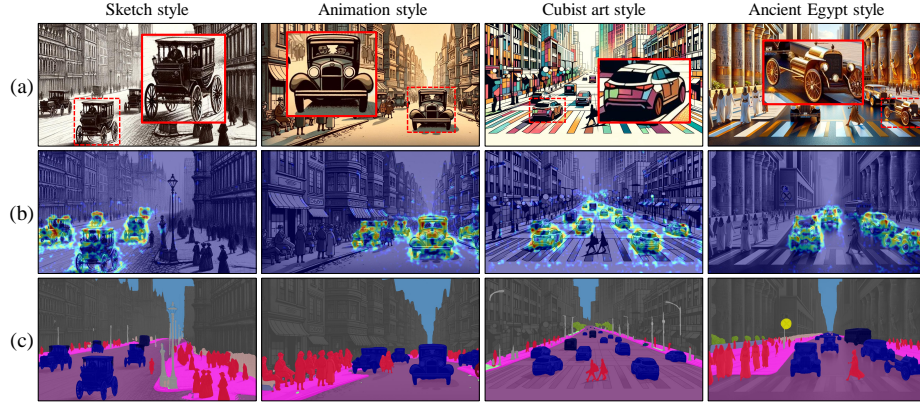 Sketch style Animation style Cubist art style Ancient Egypt style
(a)
(b)
(c)